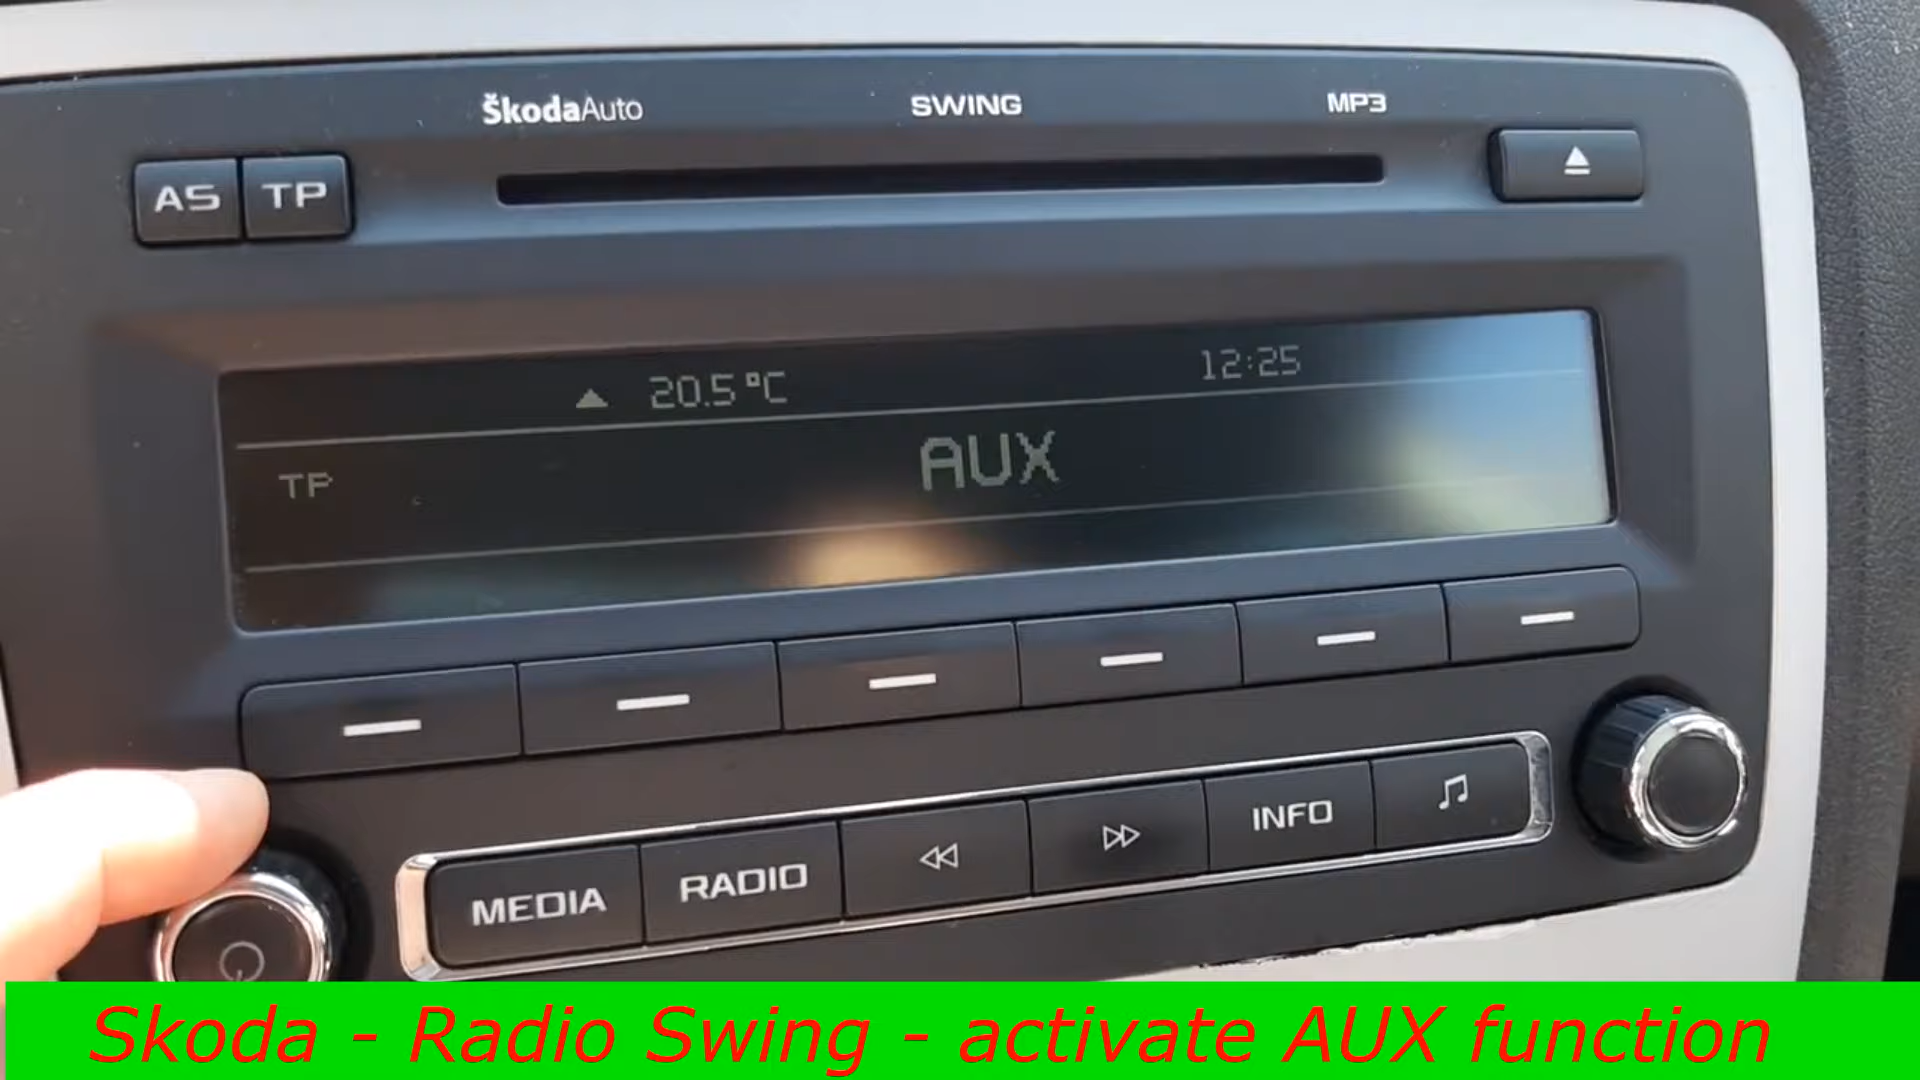 ŠkodaAuto SWING MP3
AS TP
20.5°C 12:25
TP AUX
MEDIA RADIO INFO
Skoda - Radio Swing - activate AUX function